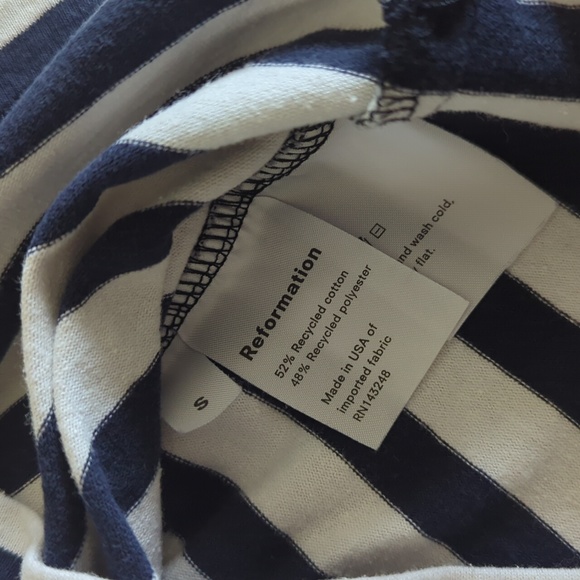 Reformation
52% Recycled cotton
48% Recycled polyester
Made in USA of
imported fabric
RN143248
S
nd wash cold.
flat.